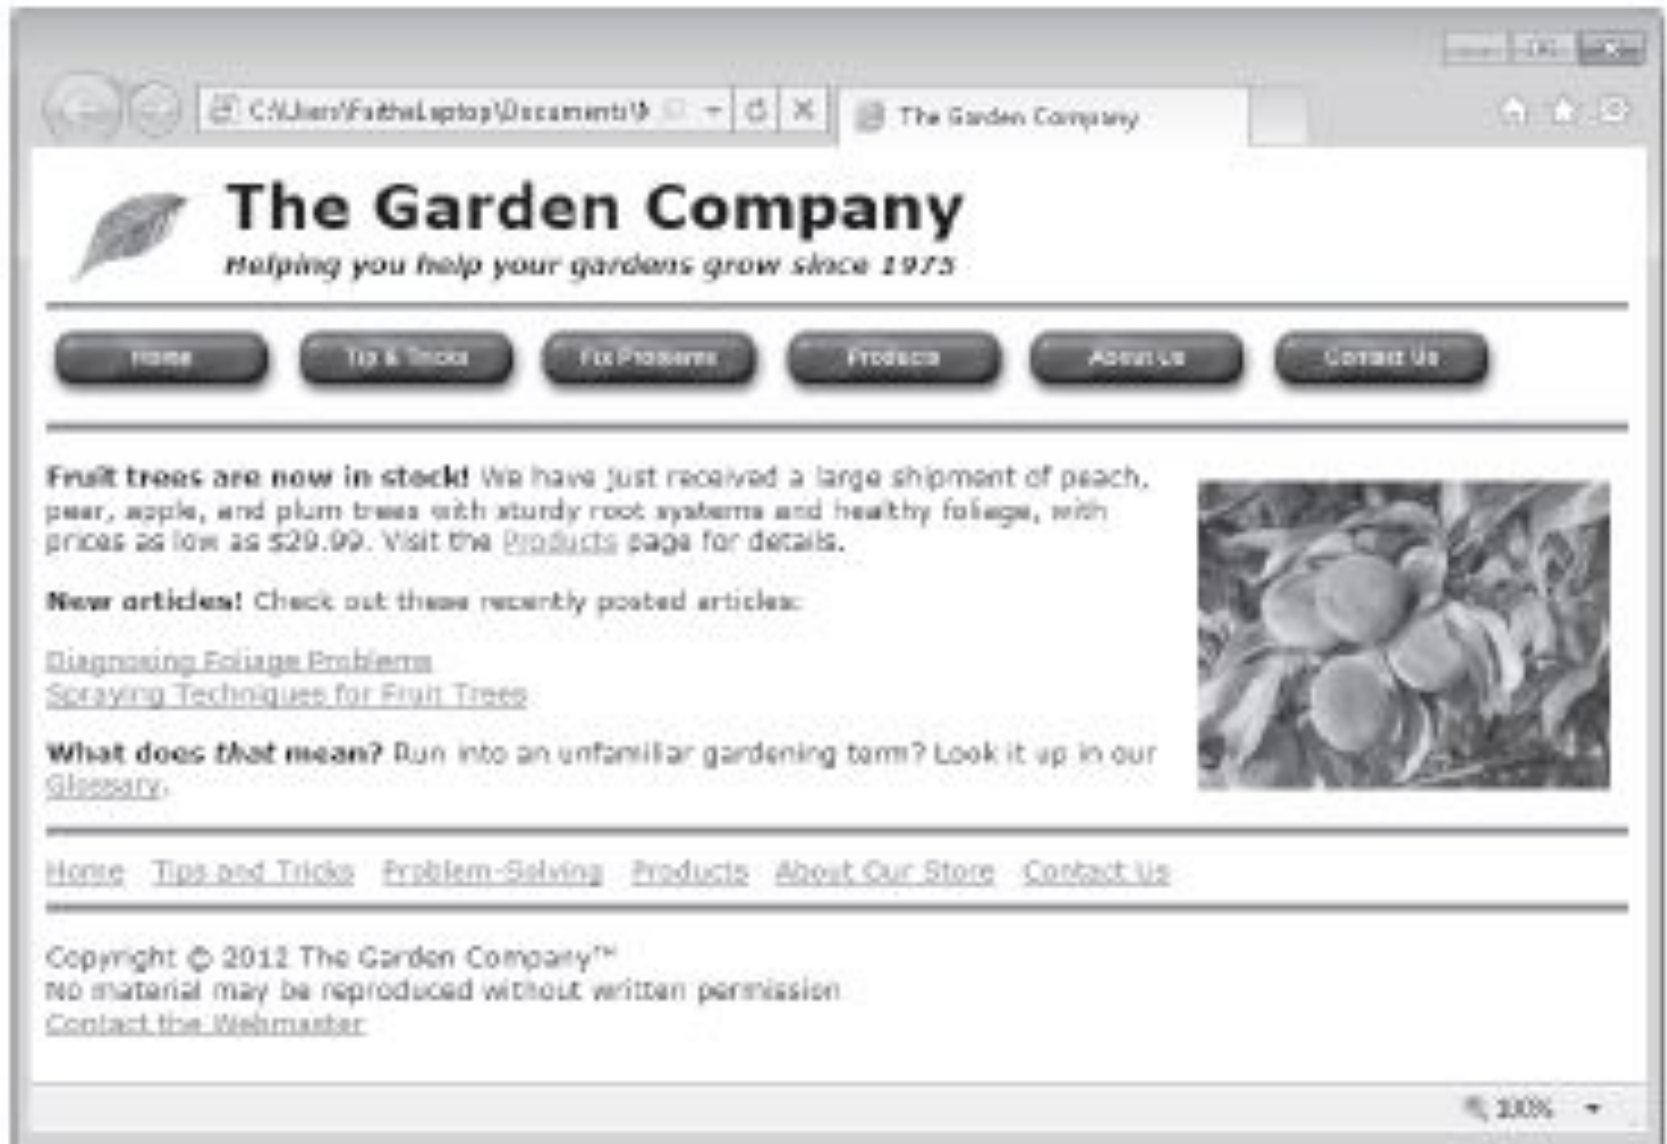 The Garden Company
The Garden Company
Helping you help your gardens grow since 1975
Home Tip & Tricks Fix Problems Products About Us Contact Us
Fruit trees are now in stock! We have just received a large shipment of peach,
pear, apple, and plum trees with sturdy root systems and healthy foliage, with
prices as low as $29.99. Visit the Products page for details.
New articles! Check out these recently posted articles:
Diagnosing Foliage Problems
Spraying Techniques for Fruit Trees
What does that mean? Run into an unfamiliar gardening term? Look it up in our
Glossary.
Home Tips and Tricks Problem-Solving Products About Our Store Contact Us
Copyright © 2012 The Garden Company™
No material may be reproduced without written permission
Contact the Webmaster
100%